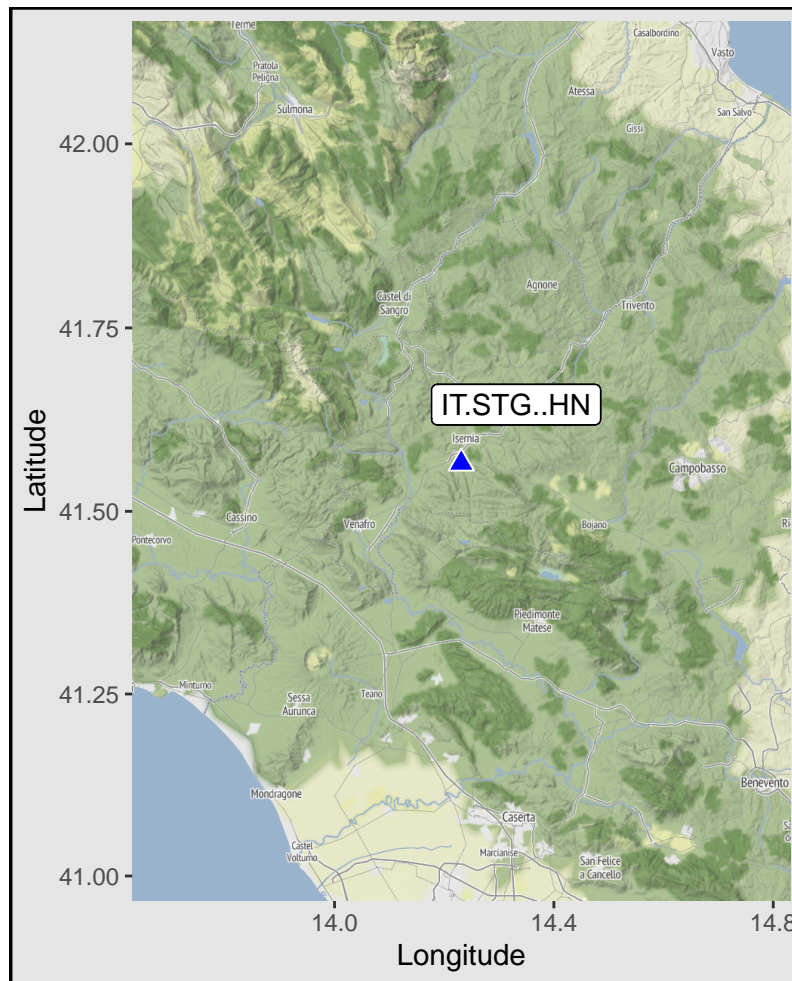 Terme
Casalbordino
Vasto
Pratola
Peligna
Atessa
Sulmona
San Salvo
Gissi
42.00
Agnone
Castel di
Sangro
Trivento
41.75
IT.STG..HN
Isernia
Campobasso
Latitude
41.50
Cassino
Venafro
Bojano
Pontecorvo
Piedimonte
Matese
41.25
Minturno
Sessa
Aurunca
Teano
Benevento
Mondragone
Caserta
Castel
Volturno
Marcianise
San Felice
a Cancello
41.00
14.0
14.4
14.8
Longitude